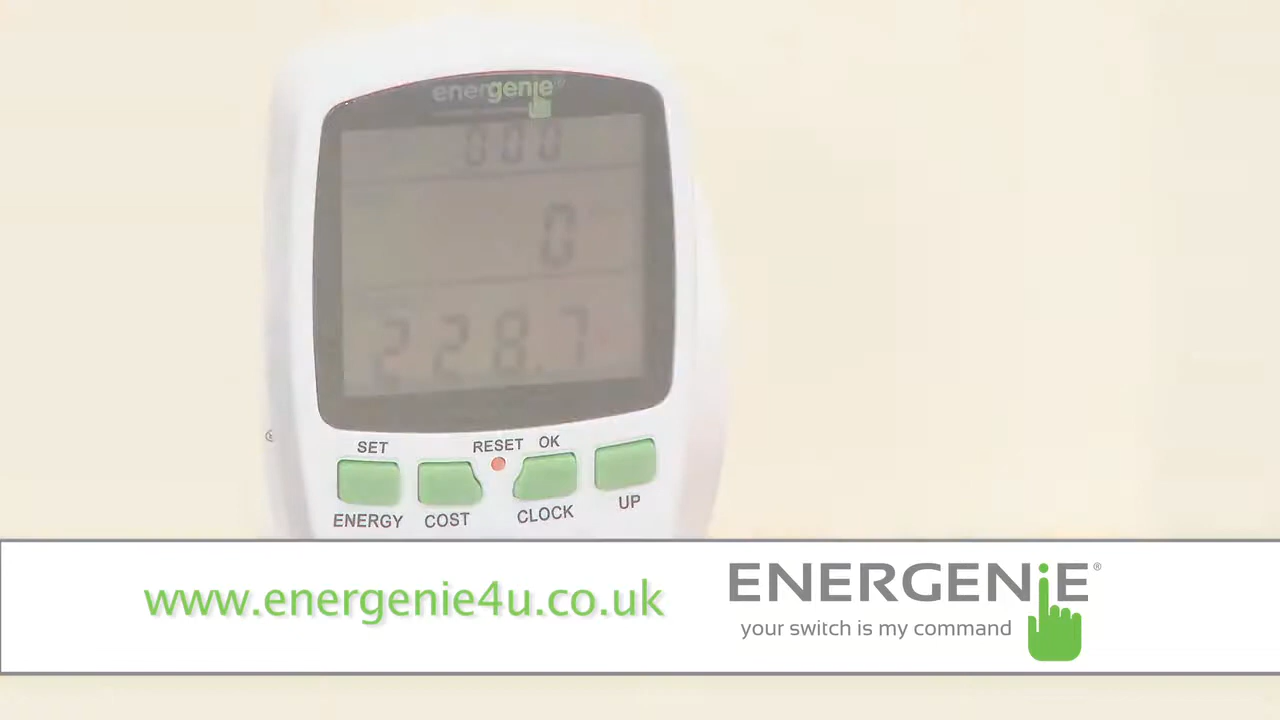 energenie®
000
0
228.7
SET RESET OK
ENERGY COST CLOCK UP
www.energenie4u.co.uk
ENERGENiE®
your switch is my command